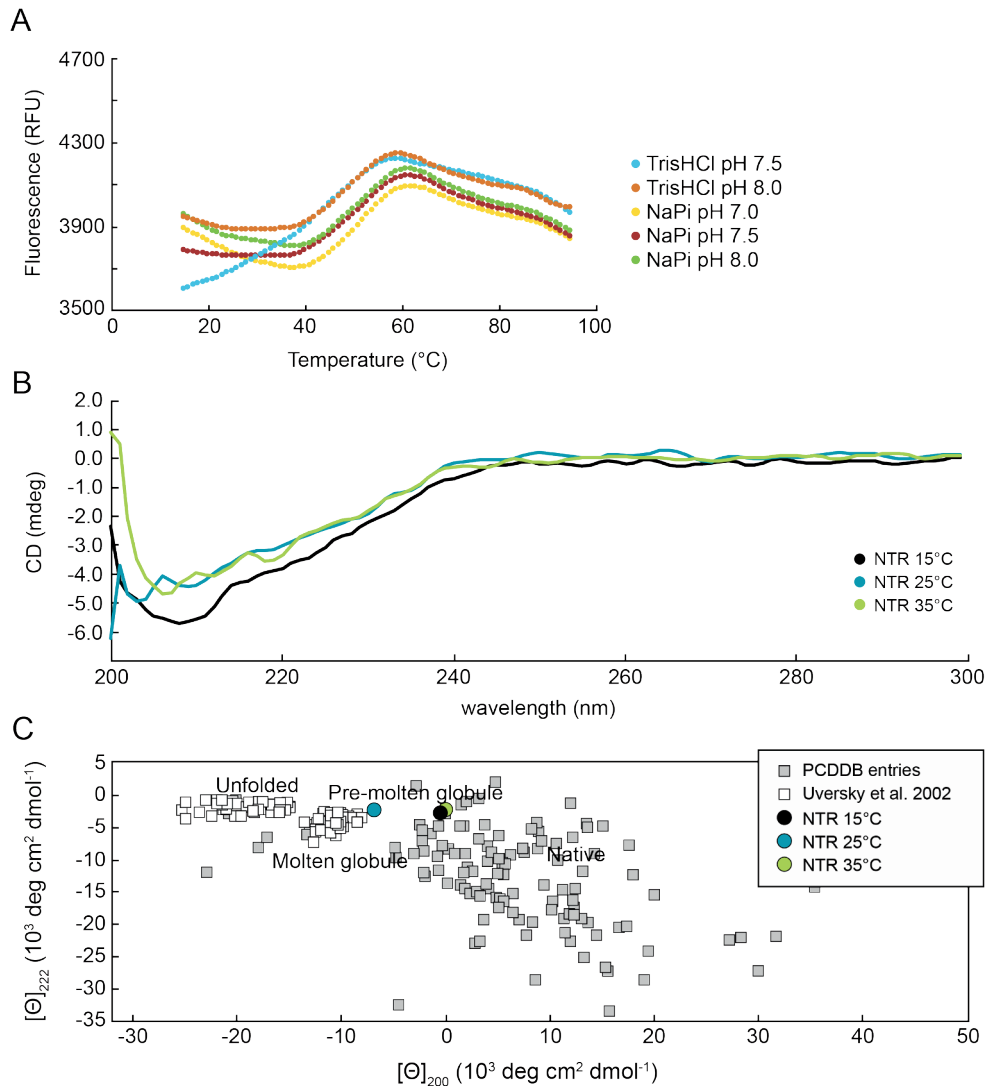 A
4700
4300
3900
3500
Fluorescence (RFU)
0 20 40 60 80 100
Temperature (°C)
TrisHCl pH 7.5
TrisHCl pH 8.0
NaPi pH 7.0
NaPi pH 7.5
NaPi pH 8.0
B
2.0
1.0
0.0
-1.0
-2.0
-3.0
-4.0
-5.0
-6.0
CD (mdeg)
NTR 15°C
NTR 25°C
NTR 35°C
200 220 240 260 280 300
wavelength (nm)
C
5
0
-5
-10
-15
-20
-25
-30
-35
[Θ]222 (10³ deg cm² dmol⁻¹)
Unfolded
Pre-molten globule
Molten globule
Native
PCDDB entries
Uversky et al. 2002
NTR 15°C
NTR 25°C
NTR 35°C
-30 -20 -10 0 10 20 30 40 50
[Θ]200 (10³ deg cm² dmol⁻¹)